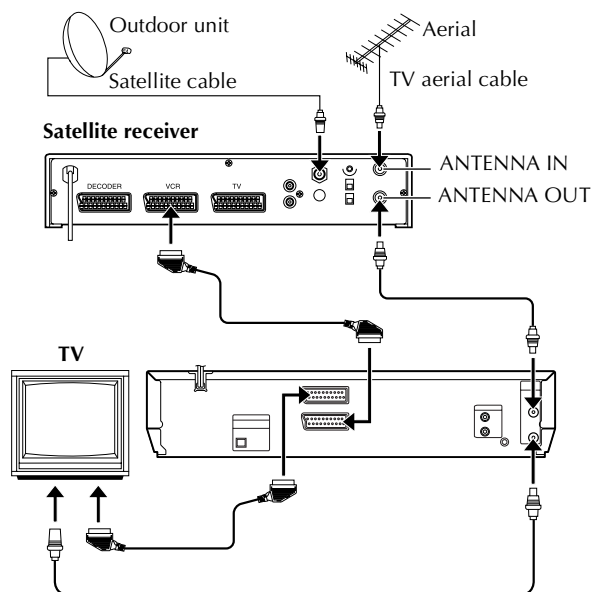 Outdoor unit
Aerial
Satellite cable
TV aerial cable
Satellite receiver
ANTENNA IN
DECODER
VCR
TV
ANTENNA OUT
TV